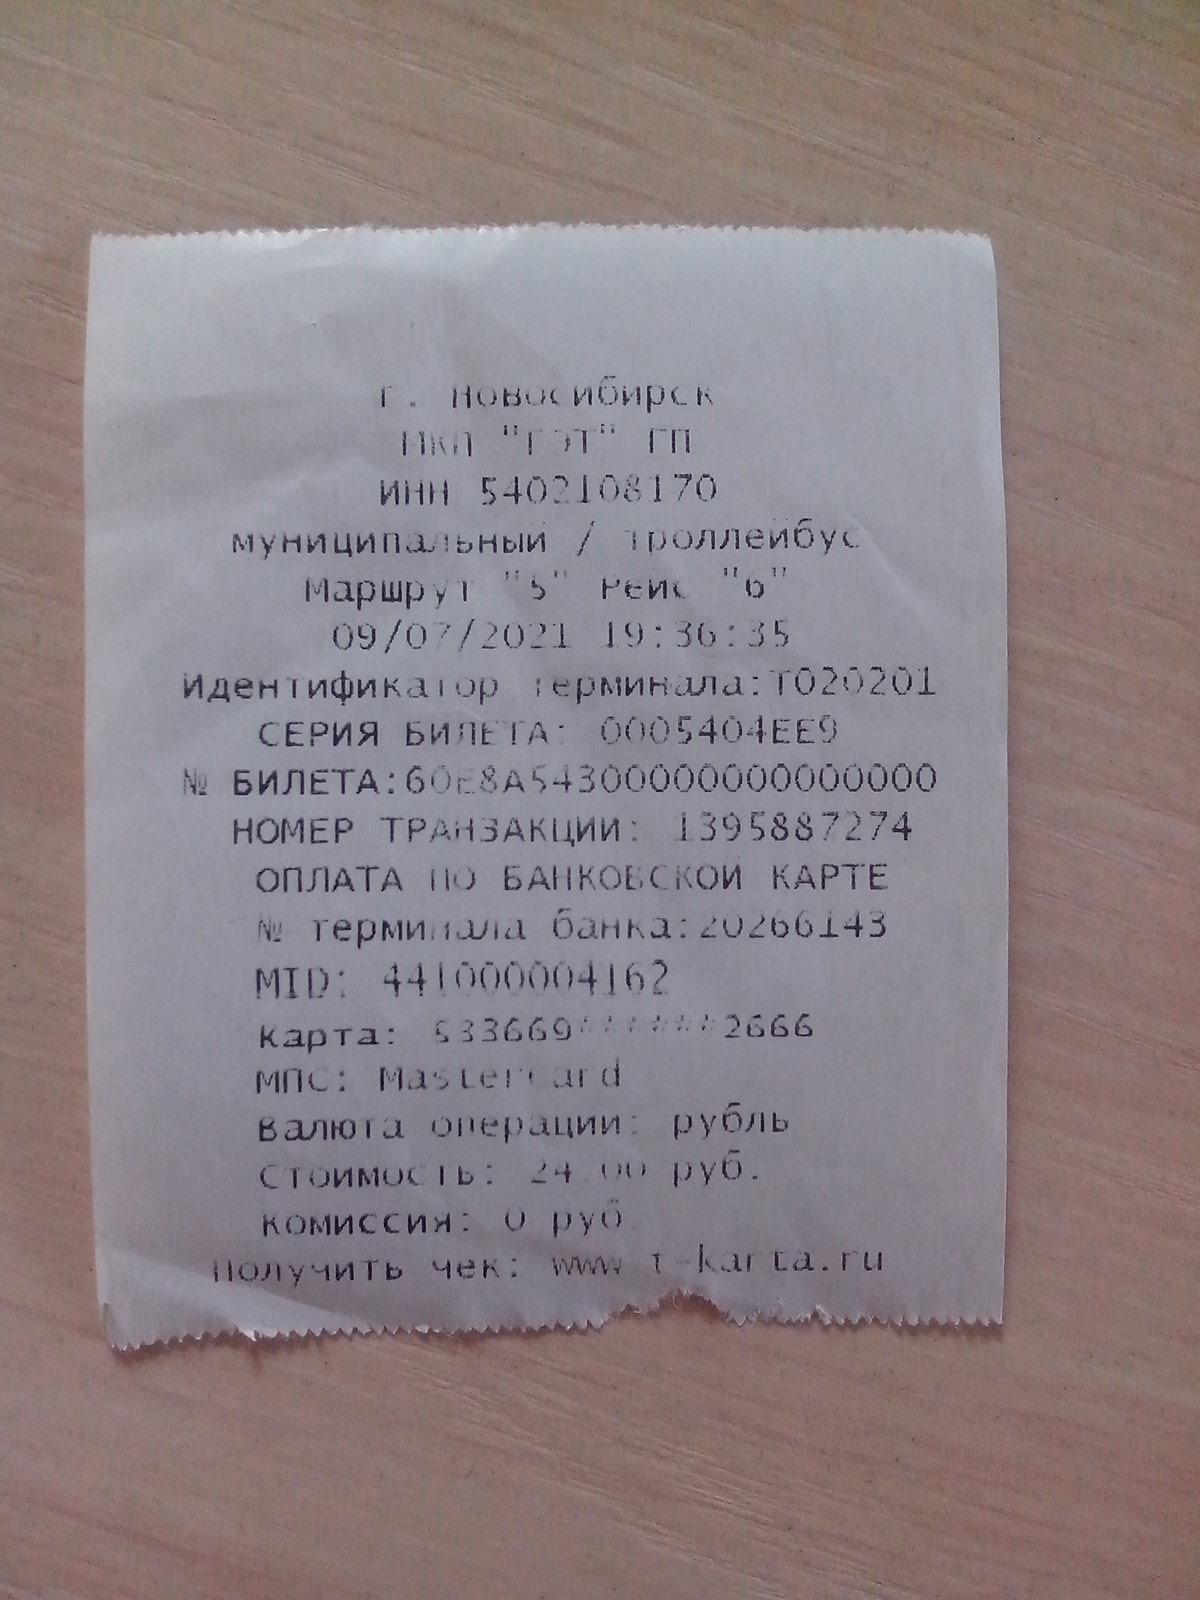 г. Новосибирск
МКП "ГЭТ" ГП
ИНН 5402108170
муниципальный / троллейбус
Маршрут "5" Рейс "6"
09/07/2021 19:36:35
Идентификатор терминала:T020201
СЕРИЯ БИЛЕТА: 0005404EE9
№ БИЛЕТА:60E8A54300000000000000
НОМЕР ТРАНЗАКЦИИ: 1395887274
ОПЛАТА ПО БАНКОВСКОЙ КАРТЕ
№ терминала банка:20266143
MID: 441000004162
Карта: 533669******2666
МПС: Mastercard
Валюта операции: рубль
Стоимость: 24.00 руб.
Комиссия: 0 руб
Получить чек: www.t-karta.ru